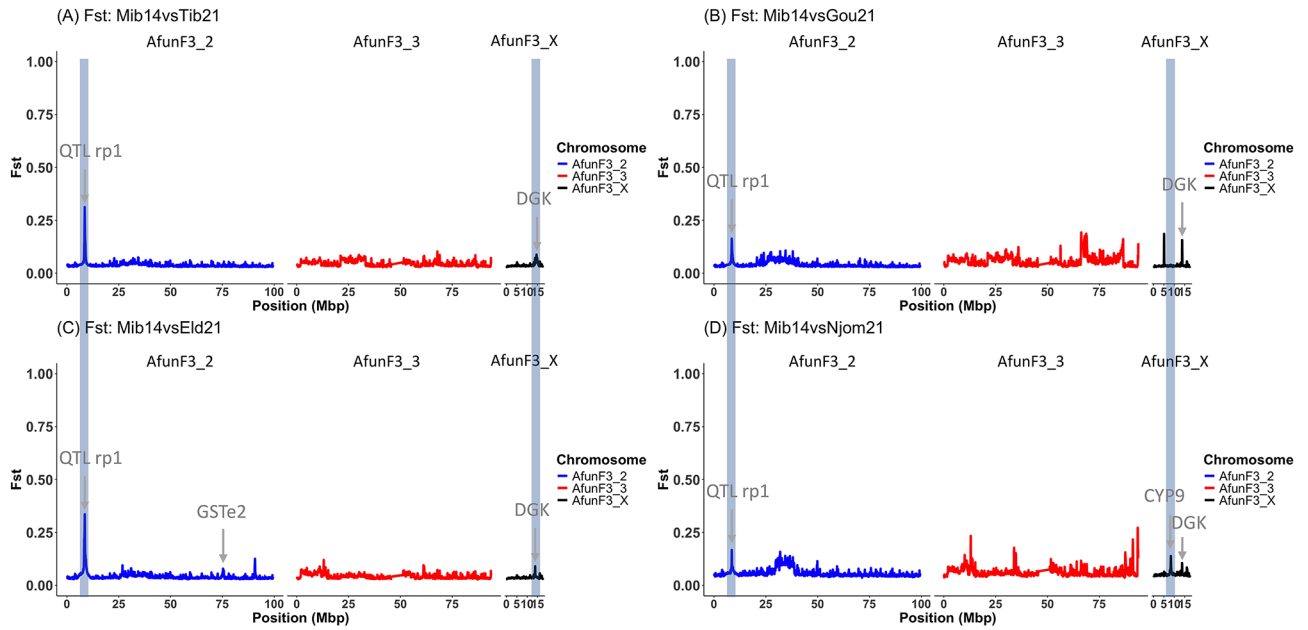 (A) Fst: Mib14vsTib21
AfunF3_2 AfunF3_3 AfunF3_X
1.00
0.75
0.50
0.25
0.00
Fst
QTL rp1
DGK
Chromosome
AfunF3_2
AfunF3_3
AfunF3_X
0 25 50 75 100 0 25 50 75 0 5 10 15
Position (Mbp)
(B) Fst: Mib14vsGou21
AfunF3_2 AfunF3_3 AfunF3_X
1.00
0.75
0.50
0.25
0.00
Fst
QTL rp1
DGK
Chromosome
AfunF3_2
AfunF3_3
AfunF3_X
0 25 50 75 100 0 25 50 75 0 5 10 15
Position (Mbp)
(C) Fst: Mib14vsEld21
AfunF3_2 AfunF3_3 AfunF3_X
1.00
0.75
0.50
0.25
0.00
Fst
QTL rp1
GSTe2
DGK
Chromosome
AfunF3_2
AfunF3_3
AfunF3_X
0 25 50 75 100 0 25 50 75 0 5 10 15
Position (Mbp)
(D) Fst: Mib14vsNjom21
AfunF3_2 AfunF3_3 AfunF3_X
1.00
0.75
0.50
0.25
0.00
Fst
QTL rp1
CYP9
DGK
Chromosome
AfunF3_2
AfunF3_3
AfunF3_X
0 25 50 75 100 0 25 50 75 0 5 10 15
Position (Mbp)